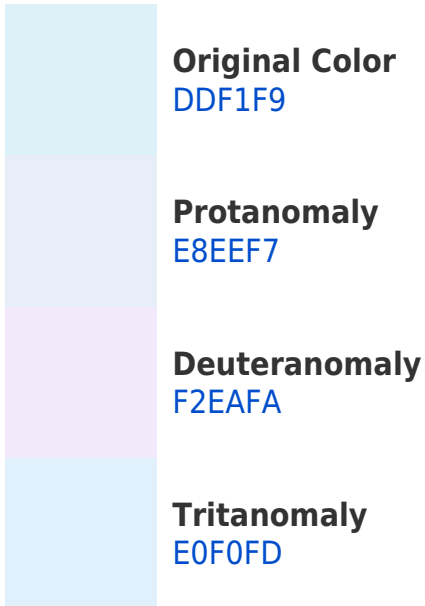 Original Color
DDF1F9
Protanomaly
E8EEF7
Deuteranomaly
F2EAFA
Tritanomaly
E0F0FD